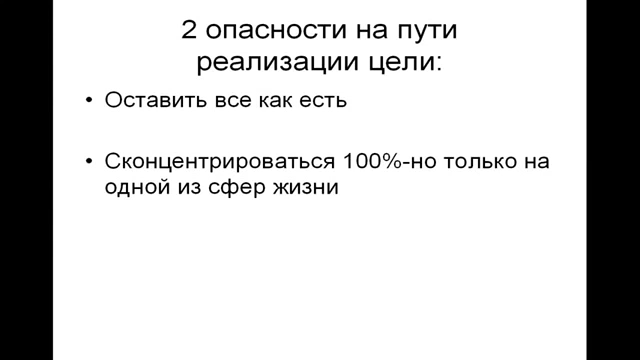 2 опасности на пути
реализации цели:
• Оставить все как есть
• Сконцентрироваться 100%-но только на
одной из сфер жизни